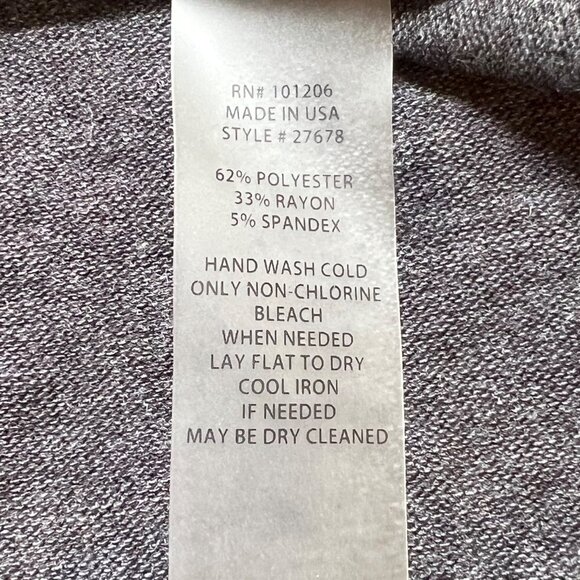 RN# 101206
MADE IN USA
STYLE # 27678
62% POLYESTER
33% RAYON
5% SPANDEX
HAND WASH COLD
ONLY NON-CHLORINE
BLEACH
WHEN NEEDED
LAY FLAT TO DRY
COOL IRON
IF NEEDED
MAY BE DRY CLEANED